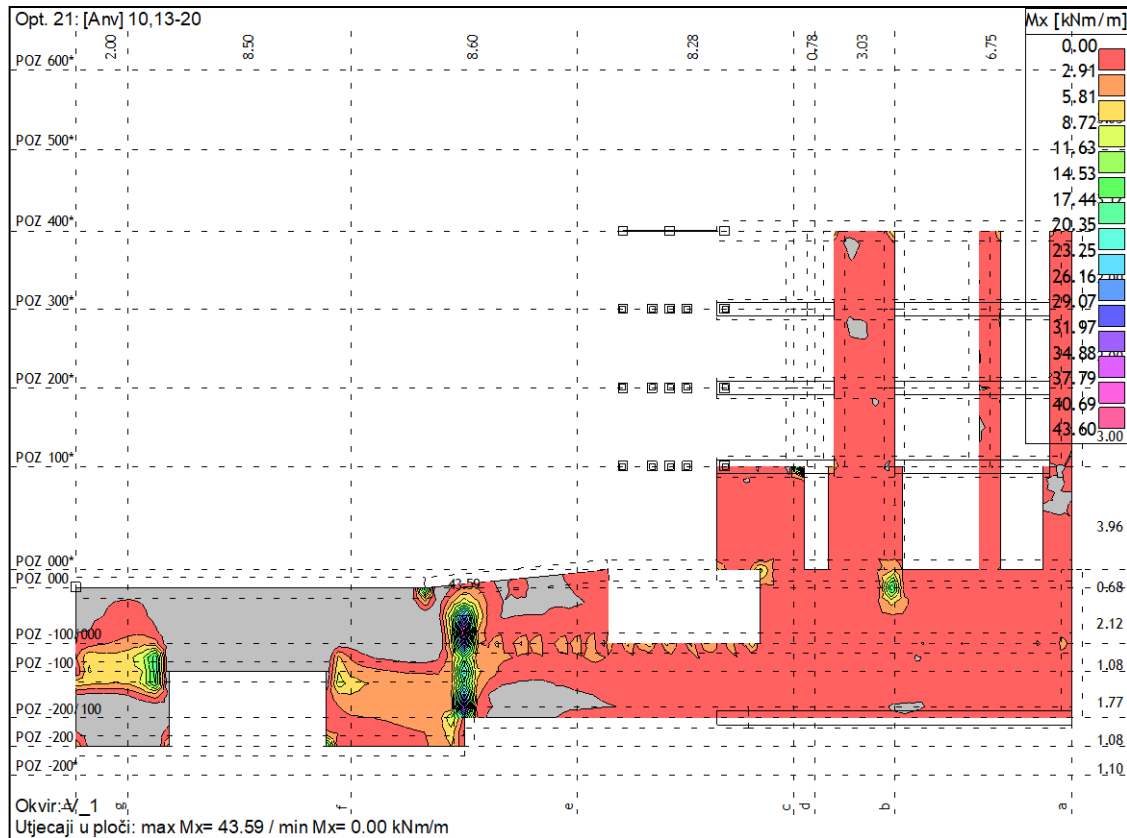 Opt. 21: [Anv] 10,13-20
Mx [kNm/m]
2.00
8.50
8.60
8.28
0.78
3.03
6.75
0.00
2.91
5.81
8.72
11.63
14.53
17.44
20.35
23.25
26.16
29.07
31.97
34.88
37.79
40.69
43.60
POZ 600*
POZ 500*
POZ 400*
POZ 300*
POZ 200*
POZ 100*
3.00
3.96
POZ 000*
POZ 000
43.59
0.68
POZ -100/000
2.12
POZ -100
1.08
POZ -200/100
1.77
POZ -200
1.08
POZ -200*
1.10
g
f
e
c
d
b
a
Okvir: V_1
Utjecaji u ploči: max Mx= 43.59 / min Mx= 0.00 kNm/m